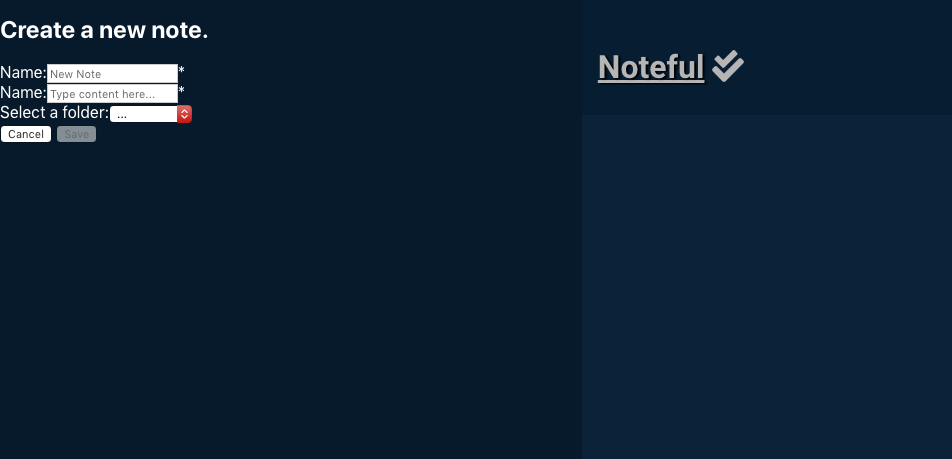 Create a new note.
Name: New Note *
Name: Type content here... *
Select a folder: ...
Cancel Save
Noteful